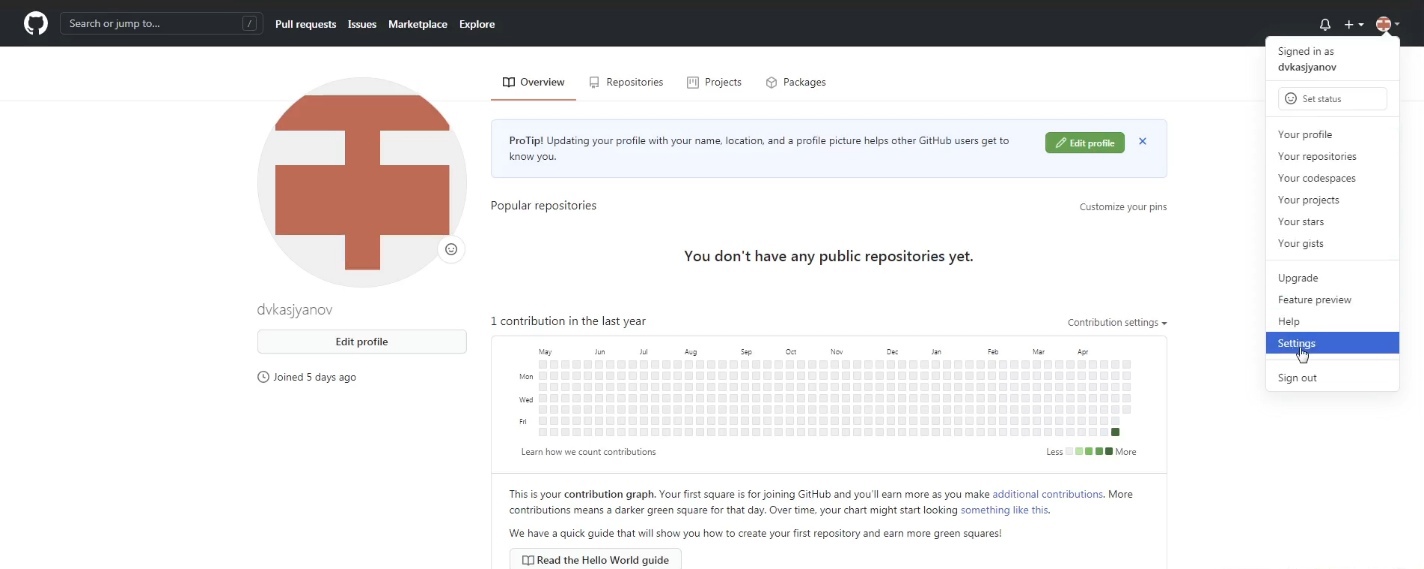 Search or jump to... /
Pull requests Issues Marketplace Explore
Signed in as
dvkasjyanov
Set status
Your profile
Your repositories
Your codespaces
Your projects
Your stars
Your gists
Upgrade
Feature preview
Help
Settings
Sign out
Overview Repositories Projects Packages
ProTip! Updating your profile with your name, location, and a profile picture helps other GitHub users get to
know you.
Edit profile
Popular repositories
Customize your pins
You don't have any public repositories yet.
dvkasjyanov
Edit profile
Joined 5 days ago
1 contribution in the last year
Contribution settings
May Jun Jul Aug Sep Oct Nov Dec Jan Feb Mar Apr
Mon
Wed
Fri
Learn how we count contributions
Less More
This is your contribution graph. Your first square is for joining GitHub and you'll earn more as you make additional contributions. More
contributions means a darker green square for that day. Over time, your chart might start looking something like this.
We have a quick guide that will show you how to create your first repository and earn more green squares!
Read the Hello World guide